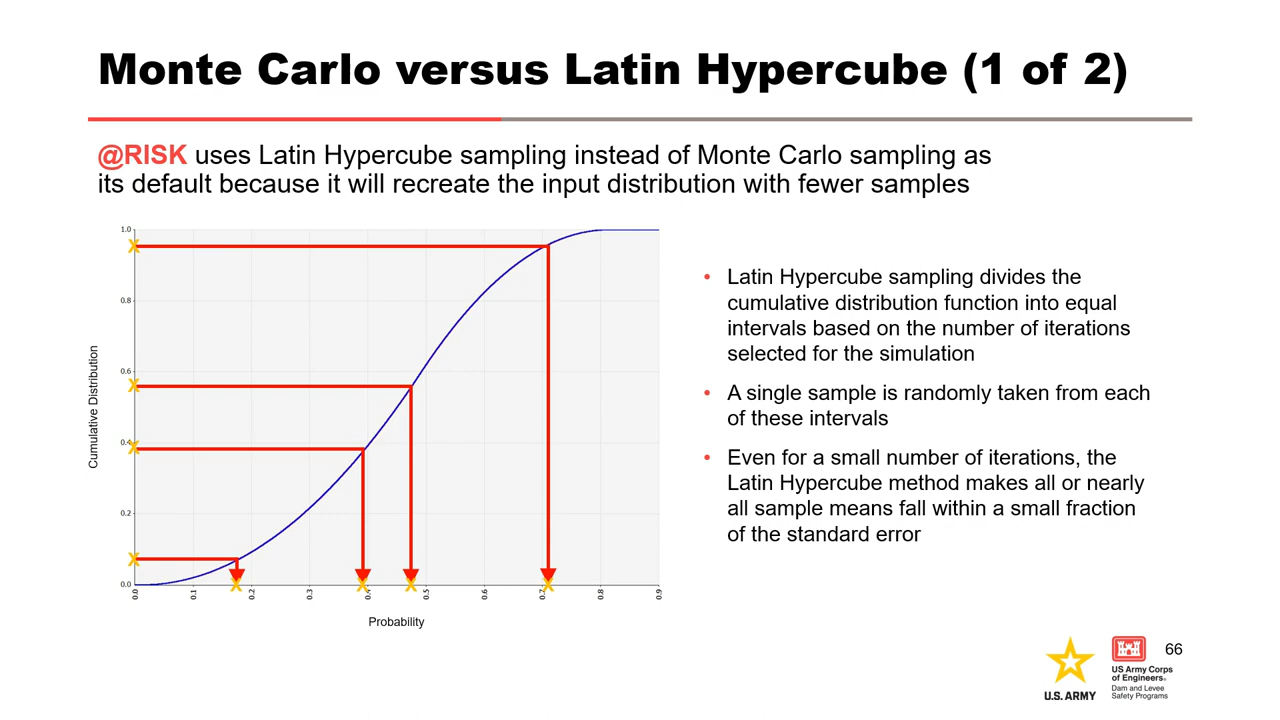 Monte Carlo versus Latin Hypercube (1 of 2)
@RISK uses Latin Hypercube sampling instead of Monte Carlo sampling as
its default because it will recreate the input distribution with fewer samples
1.0
0.8
0.6
0.4
0.2
0.0
Cumulative Distribution
0.0
0.1
0.2
0.3
0.4
0.5
0.6
0.7
0.8
0.9
Probability
X
X
X
X
X
X
X
X
• Latin Hypercube sampling divides the
cumulative distribution function into equal
intervals based on the number of iterations
selected for the simulation
• A single sample is randomly taken from each
of these intervals
• Even for a small number of iterations, the
Latin Hypercube method makes all or nearly
all sample means fall within a small fraction
of the standard error
U.S. ARMY
US Army Corps
of Engineers®
Dam and Levee
Safety Programs
66